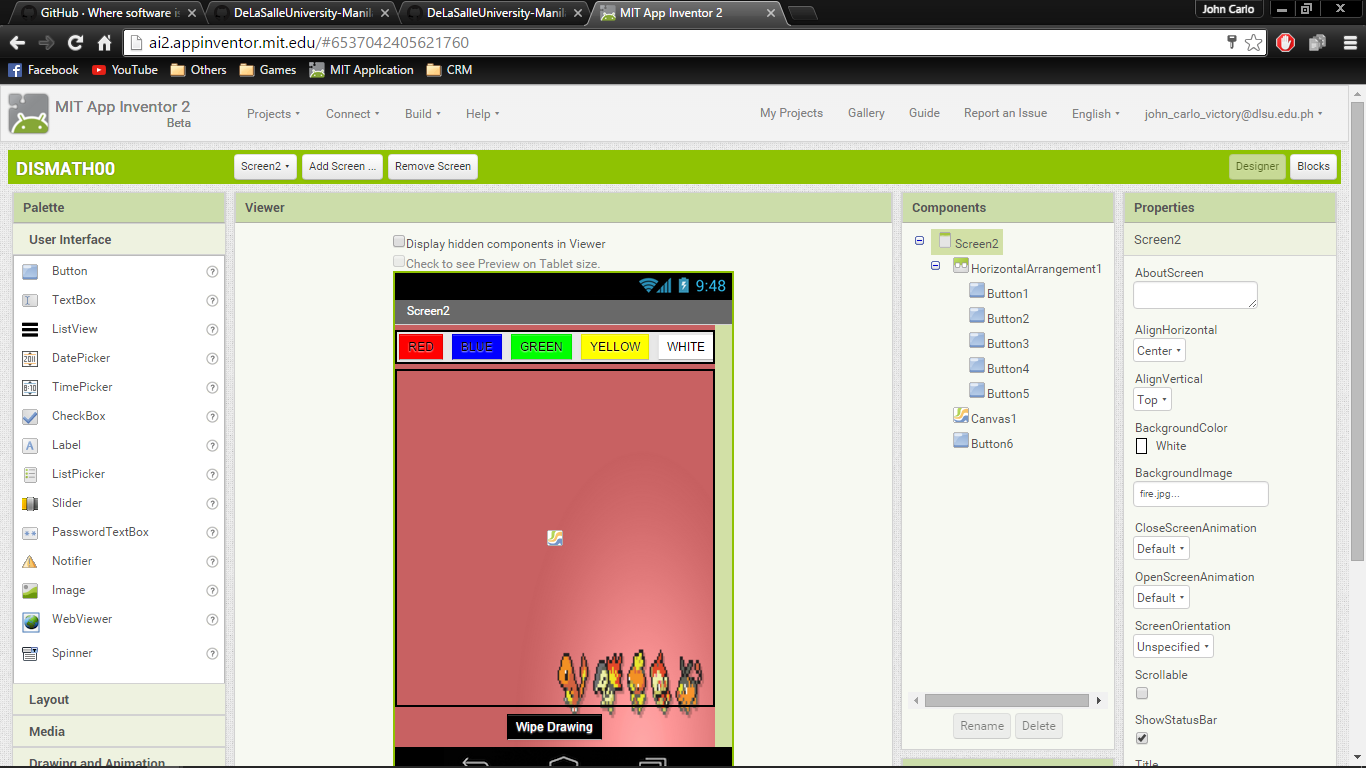 GitHub · Where software is
DeLaSalleUniversity-Manil
DeLaSalleUniversity-Manil
MIT App Inventor 2
John Carlo
ai2.appinventor.mit.edu/#6537042405621760
Facebook YouTube Others Games MIT Application CRM
MIT App Inventor 2
Beta
Projects Connect Build Help
My Projects Gallery Guide Report an Issue English john_carlo_victory@dlsu.edu.ph
DISMATH00
Screen2 Add Screen ... Remove Screen
Designer Blocks
Palette
User Interface
Button ?
TextBox ?
ListView ?
DatePicker ?
TimePicker ?
CheckBox ?
Label ?
ListPicker ?
Slider ?
PasswordTextBox ?
Notifier ?
Image ?
WebViewer ?
Spinner ?
Layout
Media
Drawing and Animation
Viewer
Display hidden components in Viewer
Check to see Preview on Tablet size.
9:48
Screen2
RED BLUE GREEN YELLOW WHITE
Wipe Drawing
Components
Screen2
HorizontalArrangement1
Button1
Button2
Button3
Button4
Button5
Canvas1
Button6
Rename Delete
Properties
Screen2
AboutScreen
AlignHorizontal
Center
AlignVertical
Top
BackgroundColor
White
BackgroundImage
fire.jpg...
CloseScreenAnimation
Default
OpenScreenAnimation
Default
ScreenOrientation
Unspecified
Scrollable
ShowStatusBar
Title